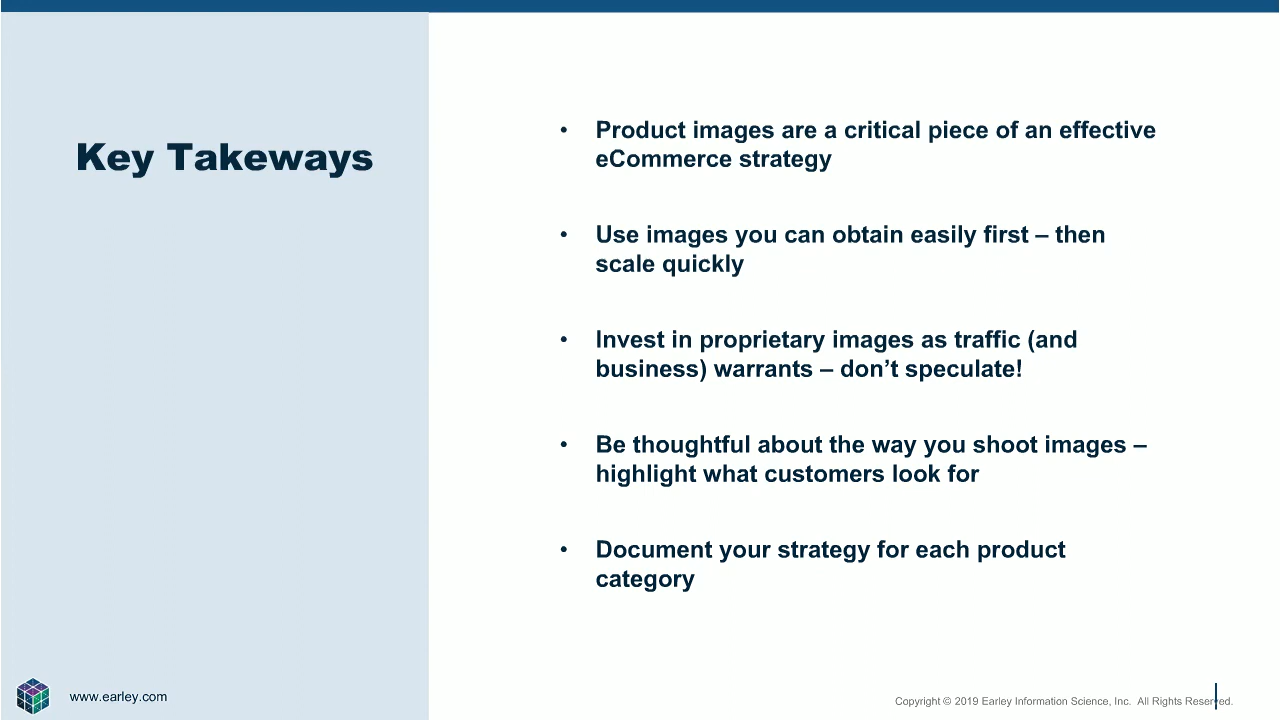 Key Takeways
• Product images are a critical piece of an effective
eCommerce strategy
• Use images you can obtain easily first – then
scale quickly
• Invest in proprietary images as traffic (and
business) warrants – don’t speculate!
• Be thoughtful about the way you shoot images –
highlight what customers look for
• Document your strategy for each product
category
www.earley.com
Copyright © 2019 Earley Information Science, Inc. All Rights Reserved.